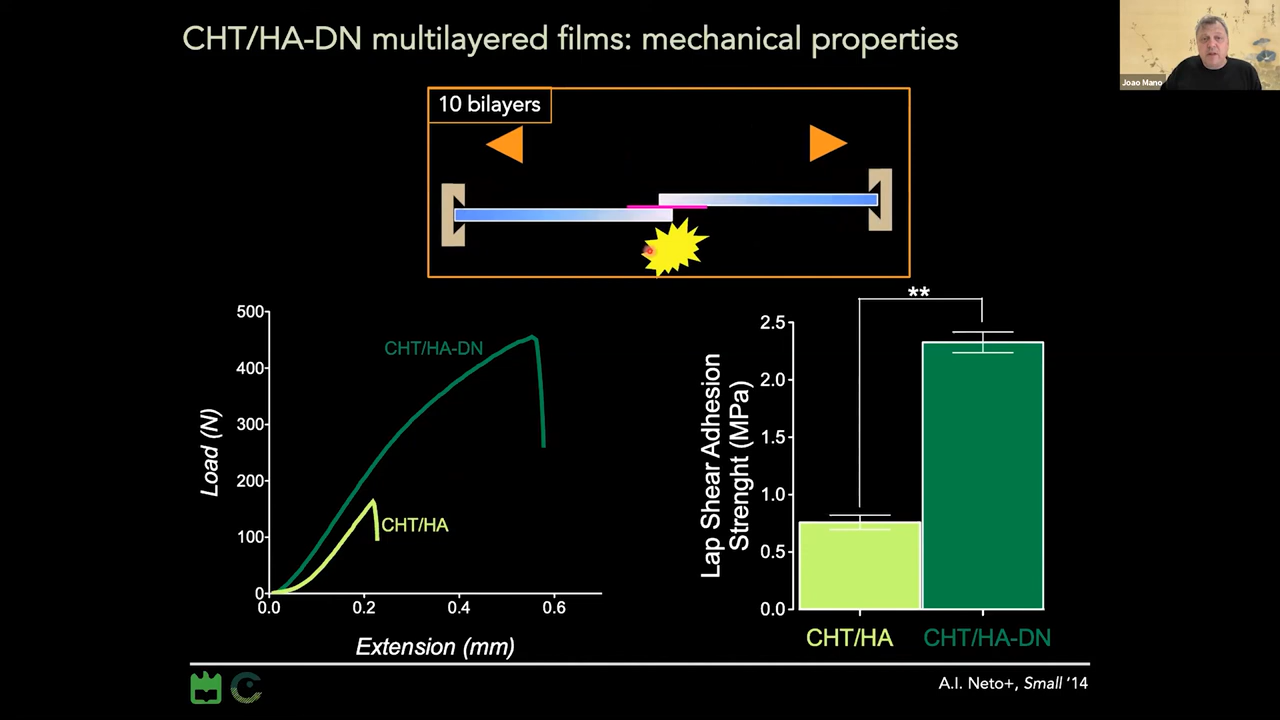 CHT/HA-DN multilayered films: mechanical properties
Joao Mano
10 bilayers
500
400
300
200
100
0
0.0
0.2
0.4
0.6
Load (N)
Extension (mm)
CHT/HA-DN
CHT/HA
**
2.5
2.0
1.5
1.0
0.5
0.0
Lap Shear Adhesion
Strenght (MPa)
CHT/HA
CHT/HA-DN
A.I. Neto+, Small ‘14